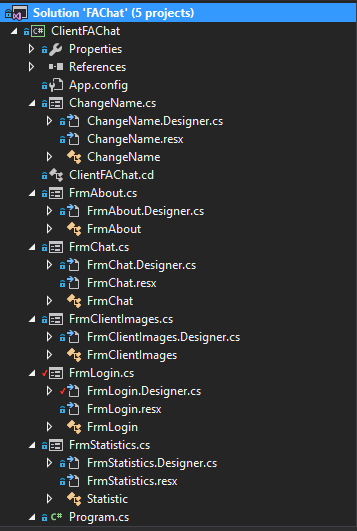 Solution 'FAChat' (5 projects)
C# ClientFAChat
Properties
References
App.config
ChangeName.cs
ChangeName.Designer.cs
ChangeName.resx
ChangeName
ClientFAChat.cd
FrmAbout.cs
FrmAbout.Designer.cs
FrmAbout
FrmChat.cs
FrmChat.Designer.cs
FrmChat.resx
FrmChat
FrmClientImages.cs
FrmClientImages.Designer.cs
FrmClientImages
FrmLogin.cs
FrmLogin.Designer.cs
FrmLogin.resx
FrmLogin
FrmStatistics.cs
FrmStatistics.Designer.cs
FrmStatistics.resx
Statistic
C# Program.cs